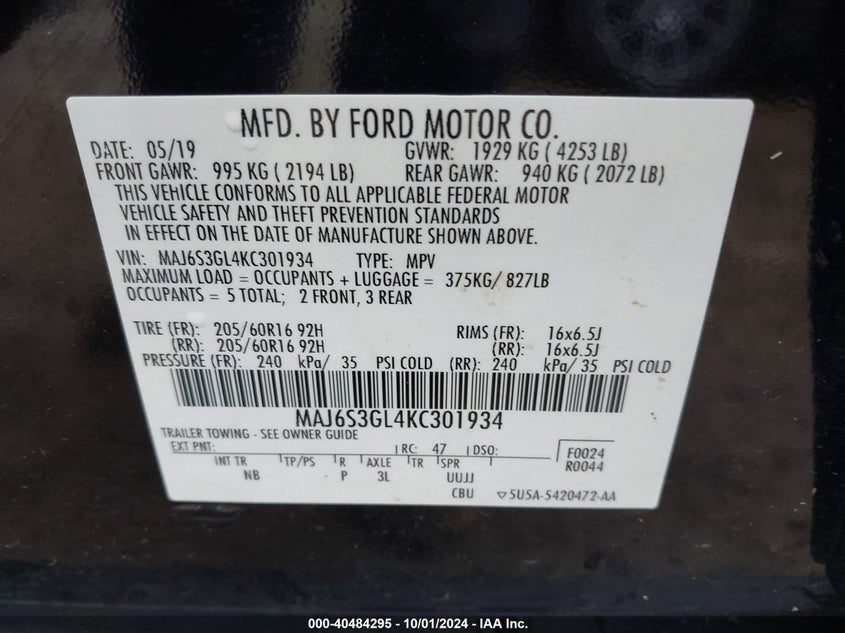 MFD. BY FORD MOTOR CO.
DATE: 05/19 GVWR: 1929 KG ( 4253 LB)
FRONT GAWR: 995 KG ( 2194 LB) REAR GAWR: 940 KG ( 2072 LB)
THIS VEHICLE CONFORMS TO ALL APPLICABLE FEDERAL MOTOR
VEHICLE SAFETY AND THEFT PREVENTION STANDARDS
IN EFFECT ON THE DATE OF MANUFACTURE SHOWN ABOVE.
VIN: MAJ6S3GL4KC301934 TYPE: MPV
MAXIMUM LOAD = OCCUPANTS + LUGGAGE = 375KG/ 827LB
OCCUPANTS = 5 TOTAL; 2 FRONT, 3 REAR
TIRE (FR): 205/60R16 92H RIMS (FR): 16x6.5J
(RR): 205/60R16 92H (RR): 16x6.5J
PRESSURE (FR): 240 kPa/ 35 PSI COLD (RR): 240 kPa/ 35 PSI COLD
MAJ6S3GL4KC301934
TRAILER TOWING - SEE OWNER GUIDE
EXT PNT: RC: 47 DSO: F0024
INT TR TP/PS R AXLE TR SPR R0044
NB P 3L UUJJ
CBU 5U5A-5420472-AA
000-40484295 - 10/01/2024 - IAA Inc.